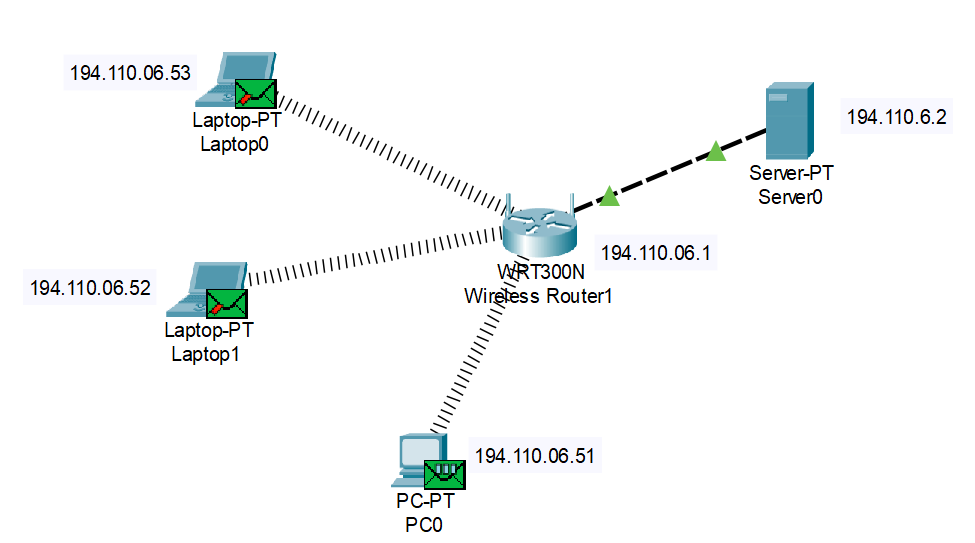 194.110.06.53
Laptop-PT
Laptop0
194.110.6.2
Server-PT
Server0
194.110.06.1
WRT300N
Wireless Router1
194.110.06.52
Laptop-PT
Laptop1
194.110.06.51
PC-PT
PC0